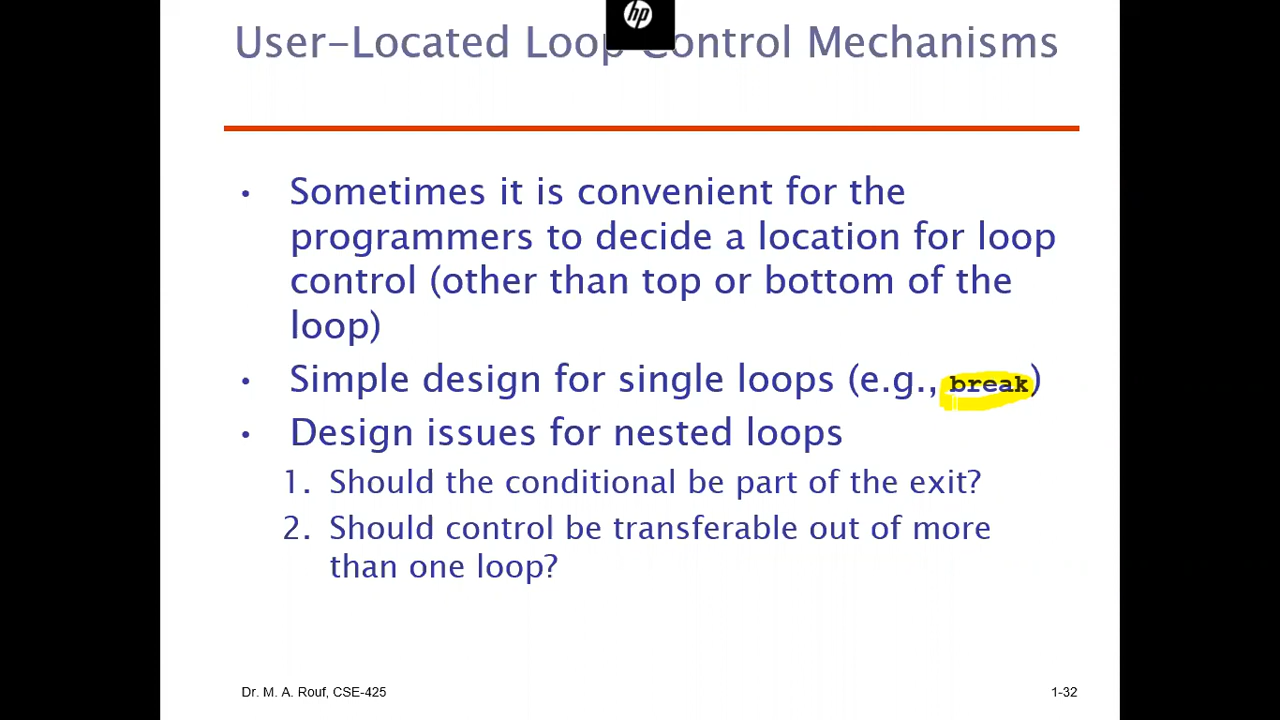 hp
User-Located Loop Control Mechanisms
• Sometimes it is convenient for the
programmers to decide a location for loop
control (other than top or bottom of the
loop)
• Simple design for single loops (e.g., break)
• Design issues for nested loops
1. Should the conditional be part of the exit?
2. Should control be transferable out of more
than one loop?
Dr. M. A. Rouf, CSE-425
1-32